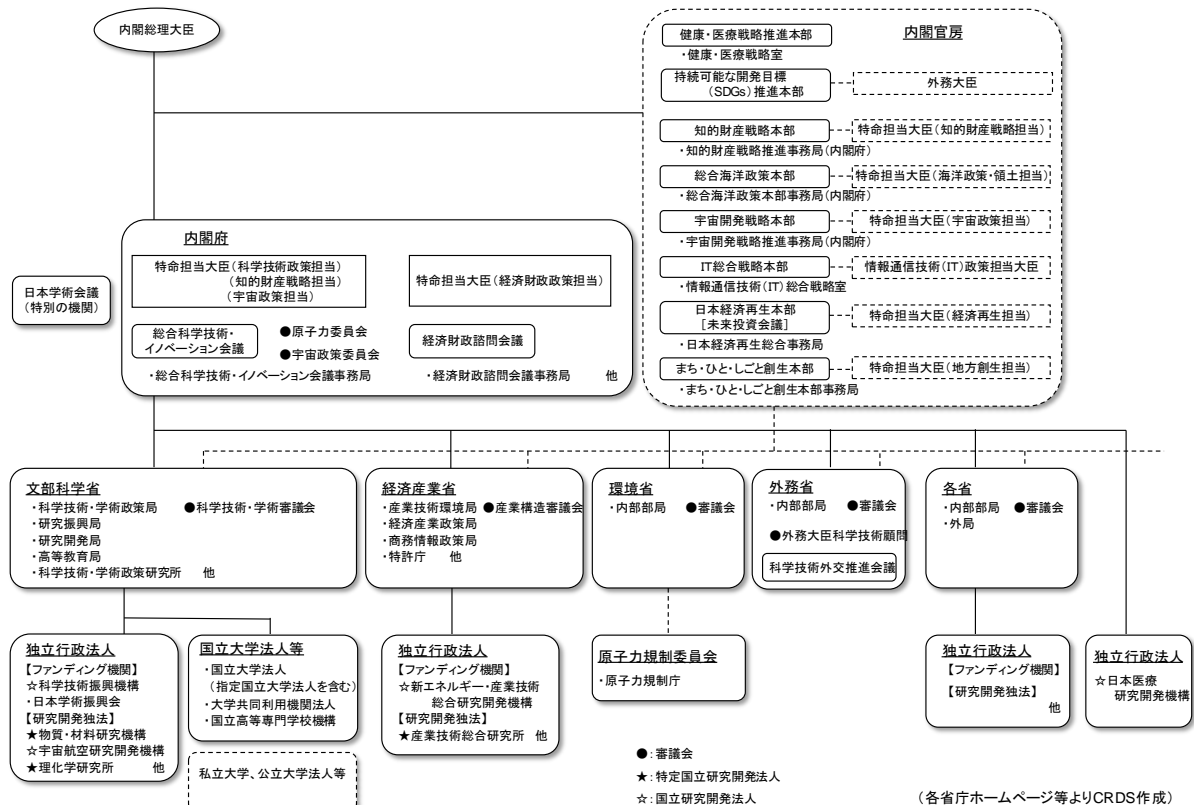 内閣総理大臣
内閣官房
健康・医療戦略推進本部
・健康・医療戦略室
持続可能な開発目標
(SDGs)推進本部
外務大臣
知的財産戦略本部
特命担当大臣(知的財産戦略担当)
・知的財産戦略推進事務局(内閣府)
総合海洋政策本部
特命担当大臣(海洋政策・領土担当)
・総合海洋政策本部事務局(内閣府)
宇宙開発戦略本部
特命担当大臣(宇宙政策担当)
・宇宙開発戦略推進事務局(内閣府)
IT総合戦略本部
情報通信技術(IT)政策担当大臣
・情報通信技術(IT)総合戦略室
日本経済再生本部
[未来投資会議]
特命担当大臣(経済再生担当)
・日本経済再生総合事務局
まち・ひと・しごと創生本部
特命担当大臣(地方創生担当)
・まち・ひと・しごと創生本部事務局
日本学術会議
(特別の機関)
内閣府
特命担当大臣(科学技術政策担当)
(知的財産戦略担当)
(宇宙政策担当)
特命担当大臣(経済財政政策担当)
総合科学技術・
イノベーション会議
●原子力委員会
●宇宙政策委員会
・総合科学技術・イノベーション会議事務局
経済財政諮問会議
・経済財政諮問会議事務局 他
文部科学省
・科学技術・学術政策局 ●科学技術・学術審議会
・研究振興局
・研究開発局
・高等教育局
・科学技術・学術政策研究所 他
経済産業省
・産業技術環境局 ●産業構造審議会
・経済産業政策局
・商務情報政策局
・特許庁 他
環境省
・内部部局 ●審議会
外務省
・内部部局 ●審議会
●外務大臣科学技術顧問
科学技術外交推進会議
各省
・内部部局 ●審議会
・外局
独立行政法人
【ファンディング機関】
☆科学技術振興機構
・日本学術振興会
【研究開発独法】
★物質・材料研究機構
☆宇宙航空研究開発機構
★理化学研究所 他
国立大学法人等
・国立大学法人
(指定国立大学法人を含む)
・大学共同利用機関法人
・国立高等専門学校機構
私立大学、公立大学法人等
独立行政法人
【ファンディング機関】
☆新エネルギー・産業技術
総合研究開発機構
【研究開発独法】
★産業技術総合研究所 他
原子力規制委員会
・原子力規制庁
独立行政法人
【ファンディング機関】
【研究開発独法】
他
独立行政法人
☆日本医療
研究開発機構
●:審議会
★:特定国立研究開発法人
☆:国立研究開発法人
(各省庁ホームページ等よりCRDS作成)